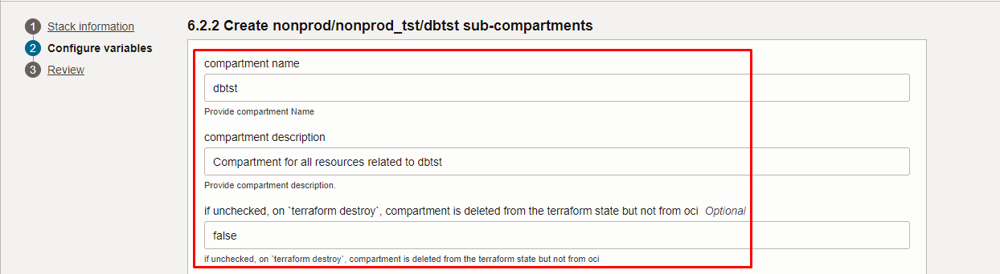 1 Stack information
2 Configure variables
3 Review
6.2.2 Create nonprod/nonprod_tst/dbtst sub-compartments
compartment name
dbtst
Provide compartment Name
compartment description
Compartment for all resources related to dbtst
Provide compartment description.
if unchecked, on `terraform destroy`, compartment is deleted from the terraform state but not from oci Optional
false
if unchecked, on `terraform destroy`, compartment is deleted from the terraform state but not from oci